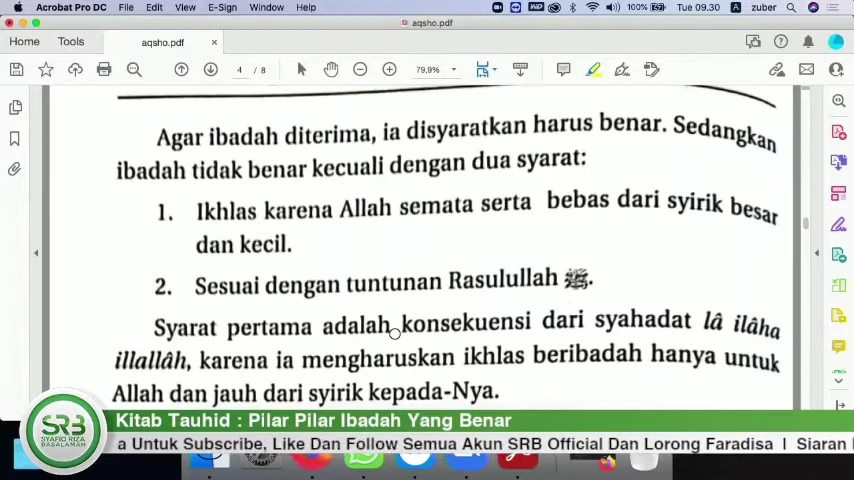 Acrobat Pro DC File Edit View E-Sign Window Help 100% Tue 09.30 A zuber
aqsho.pdf
Home Tools aqsho.pdf ×
4 / 8 79,9%
Agar ibadah diterima, ia disyaratkan harus benar. Sedangkan
ibadah tidak benar kecuali dengan dua syarat:
1. Ikhlas karena Allah semata serta bebas dari syirik besar
dan kecil.
2. Sesuai dengan tuntunan Rasulullah ﷺ.
Syarat pertama adalah konsekuensi dari syahadat lâ ilâha
illallâh, karena ia mengharuskan ikhlas beribadah hanya untuk
Allah dan jauh dari syirik kepada-Nya.
SRB
SYAFIQ RIZA
BASALAMAH
Kitab Tauhid : Pilar Pilar Ibadah Yang Benar
a Untuk Subscribe, Like Dan Follow Semua Akun SRB Official Dan Lorong Faradisa I Siaran